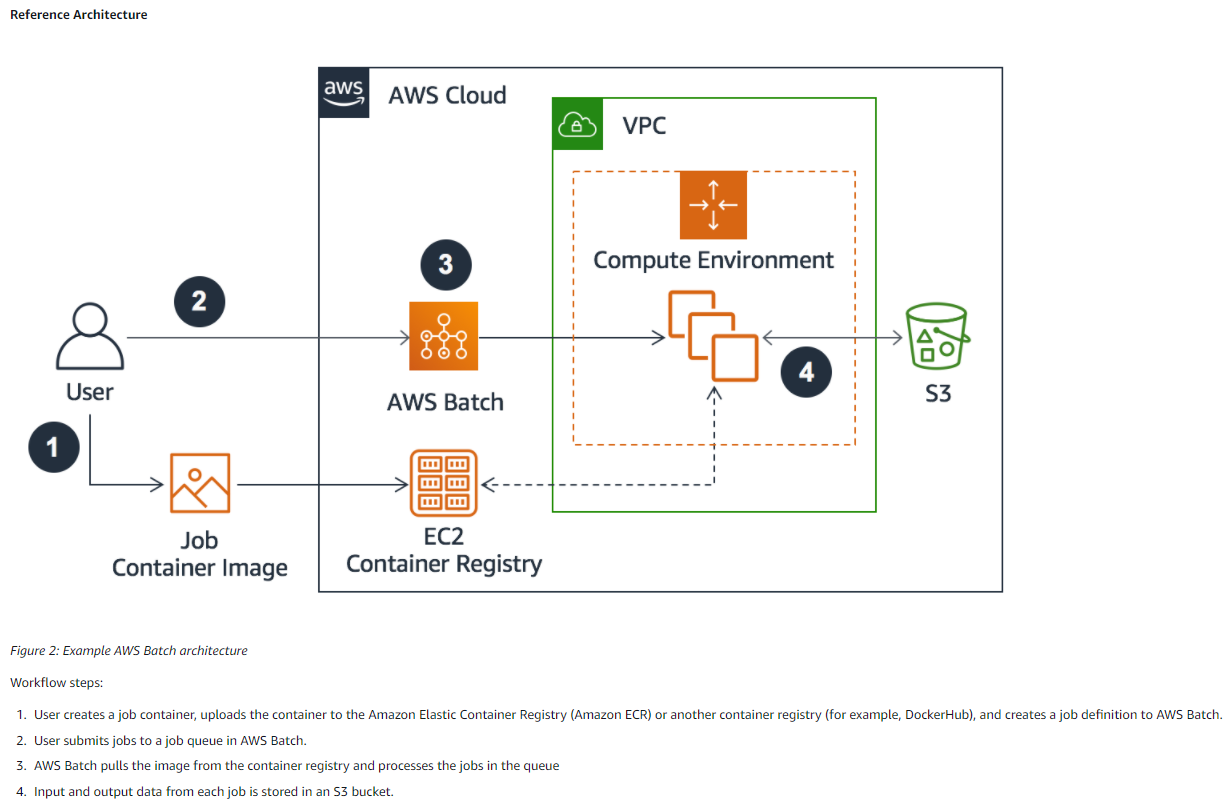 Reference Architecture
aws
AWS Cloud
VPC
Compute Environment
3
2
User
AWS Batch
4
S3
1
Job
Container Image
EC2
Container Registry
Figure 2: Example AWS Batch architecture
Workflow steps:
1. User creates a job container, uploads the container to the Amazon Elastic Container Registry (Amazon ECR) or another container registry (for example, DockerHub), and creates a job definition to AWS Batch.
2. User submits jobs to a job queue in AWS Batch.
3. AWS Batch pulls the image from the container registry and processes the jobs in the queue
4. Input and output data from each job is stored in an S3 bucket.